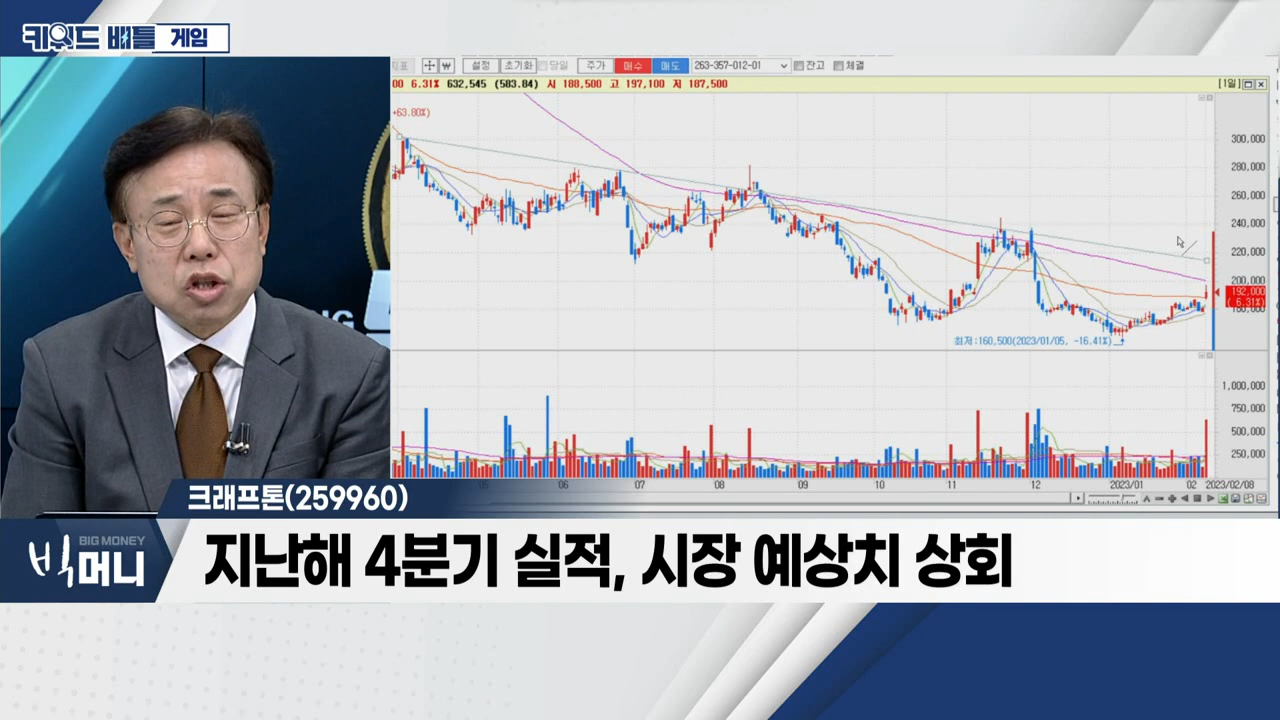 키워드 배틀 게임
설정 초기화 당일 주가 매수 매도 263-357-012-01 잔고 체결
00 6.31% 632,545 (583.84) 시 188,500 고 197,100 저 187,500 [1일]
+63.80%)
300,000
280,000
260,000
240,000
220,000
200,000
192,000
( 6.31%)
180,000
최저:160,500(2023/01/05, -16.41%)
1,000,000
750,000
500,000
250,000
05 06 07 08 09 10 11 12 2023/01 02 2023/02/08
크래프톤(259960)
BIG MONEY
빅머니
지난해 4분기 실적, 시장 예상치 상회